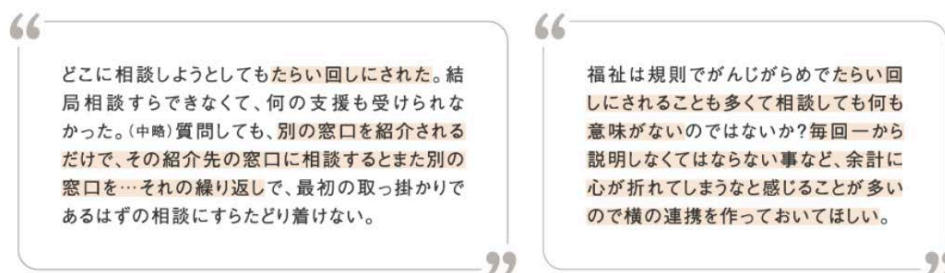 どこに相談しようとしてもたらい回しにされた。結
局相談すらできなくて、何の支援も受けられな
かった。(中略)質問しても、別の窓口を紹介される
だけで、その紹介先の窓口に相談するとまた別の
窓口を…それの繰り返しで、最初の取っ掛かりで
あるはずの相談にすらたどり着けない。
福祉は規則でがんじがらめでたらい回
しにされることも多くて相談しても何も
意味がないのではないか?毎回一から
説明しなくてはならない事など、余計に
心が折れてしまうなと感じることが多い
ので横の連携を作っておいてほしい。